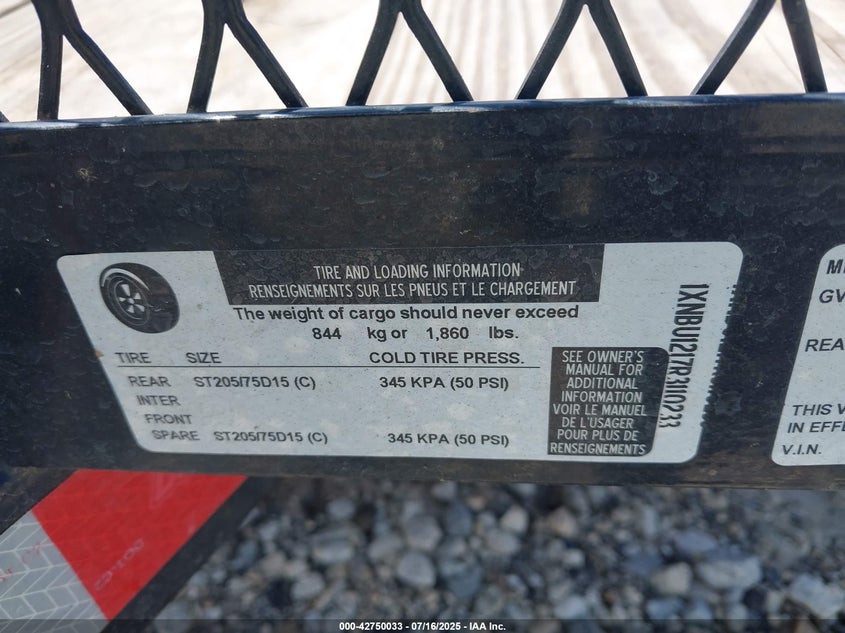 TIRE AND LOADING INFORMATION
RENSEIGNEMENTS SUR LES PNEUS ET LE CHARGEMENT
The weight of cargo should never exceed
844 kg or 1,860 lbs.
TIRE SIZE COLD TIRE PRESS.
REAR ST205/75D15 (C) 345 KPA (50 PSI)
INTER
FRONT
SPARE ST205/75D15 (C) 345 KPA (50 PSI)
SEE OWNER'S
MANUAL FOR
ADDITIONAL
INFORMATION
VOIR LE MANUEL
DE L'USAGER
POUR PLUS DE
RENSEIGNEMENTS
GV
REA
THIS V
IN EFFE
V.I.N.
DOT-C2
000-42750033 - 07/16/2025 - IAA Inc.